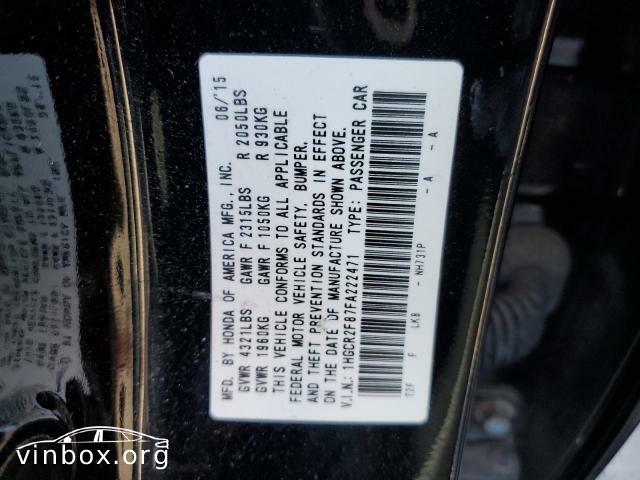 MFD. BY HONDA OF AMERICA MFG., INC. 06/'15
GVWR 4321LBS GAWR F 2315LBS R 2050LBS
GVWR 1960KG GAWR F 1050KG R 930KG
THIS VEHICLE CONFORMS TO ALL APPLICABLE
FEDERAL MOTOR VEHICLE SAFETY, BUMPER,
AND THEFT PREVENTION STANDARDS IN EFFECT
ON THE DATE OF MANUFACTURE SHOWN ABOVE.
V.I.N.: 1HGCR2F87FA222471 TYPE: PASSENGER CAR
T2F F LKB - NH731P - A - A
vinbox.org